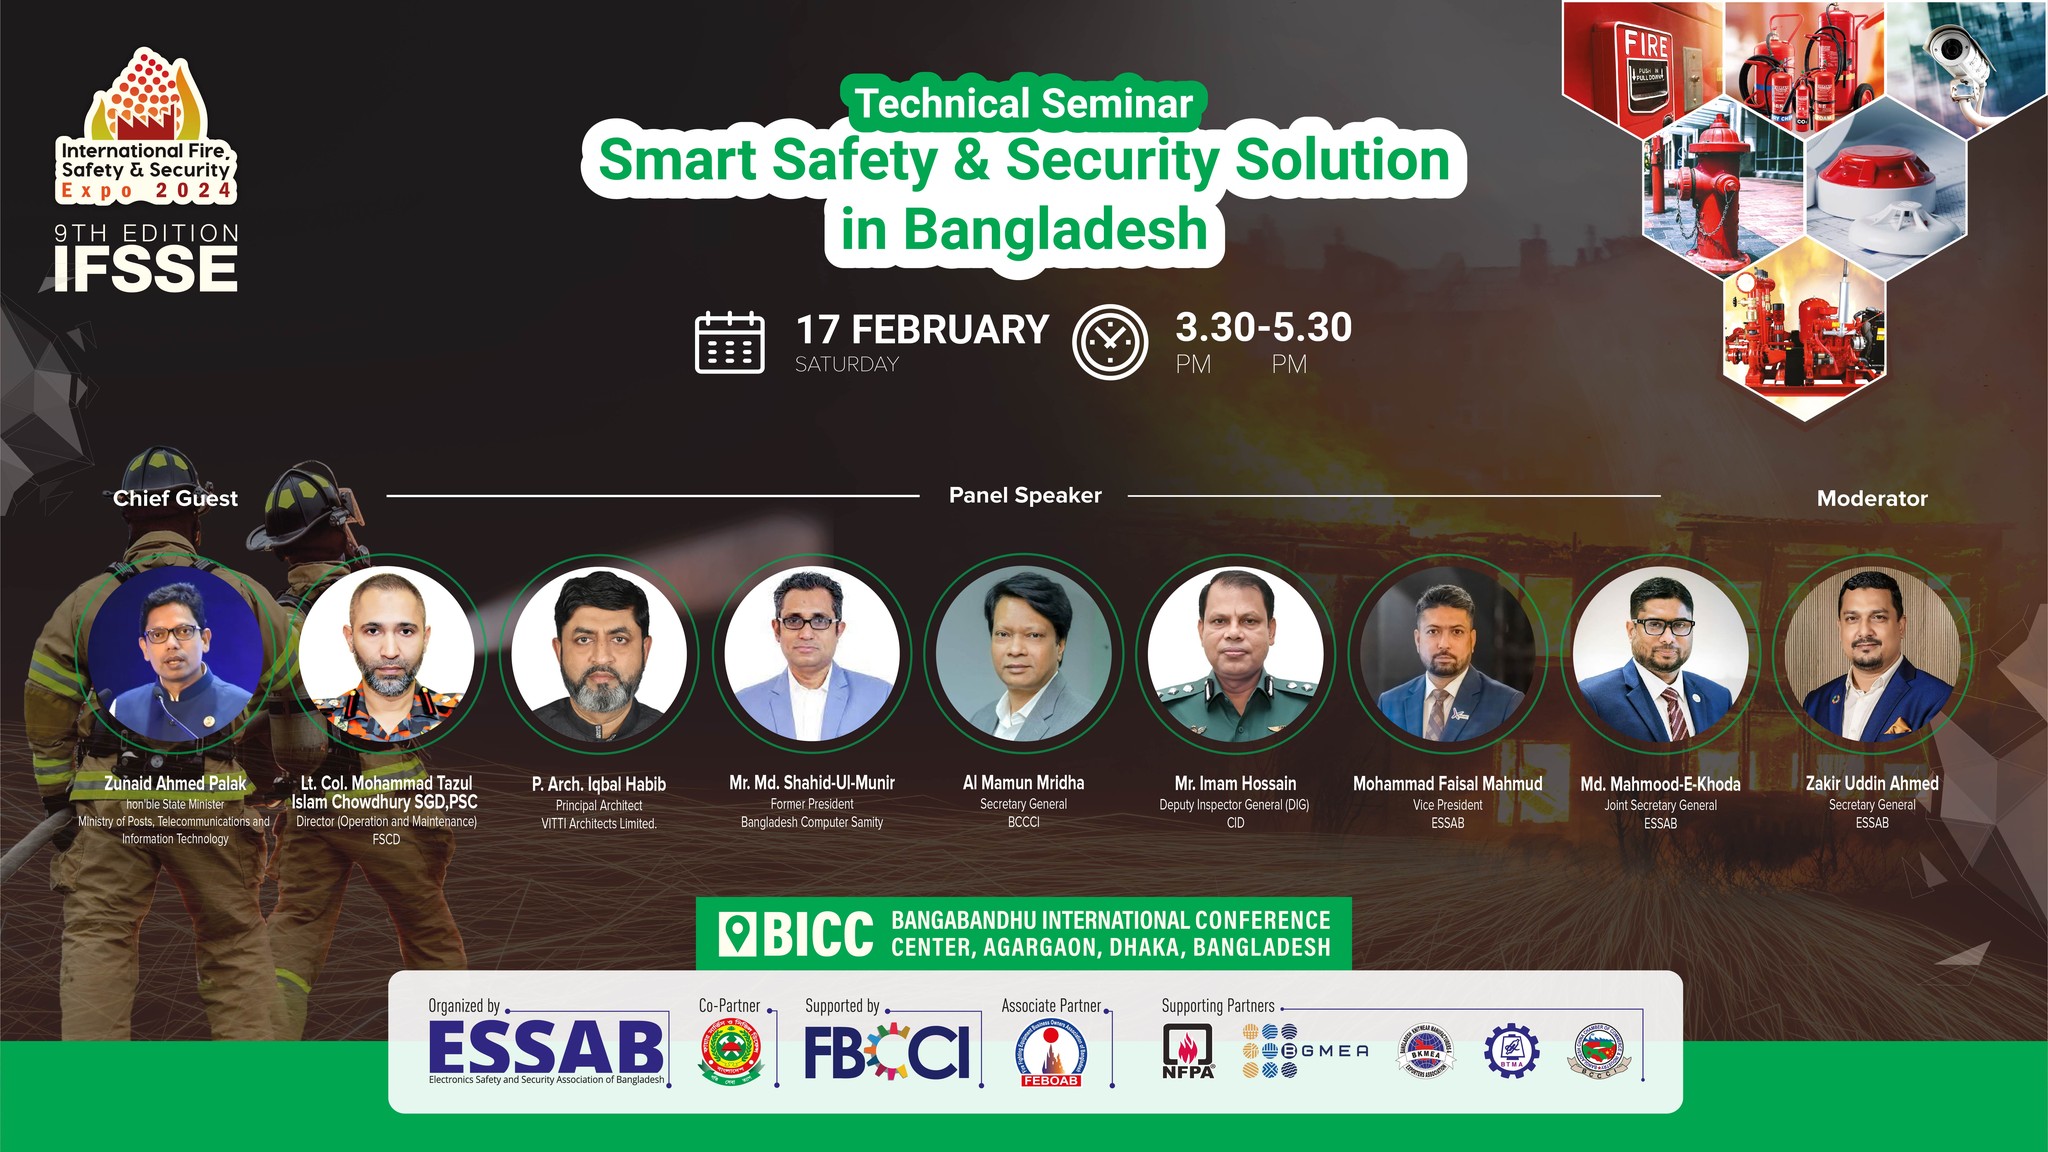 International Fire,
Safety & Security
Expo 2024
9TH EDITION
IFSSE
Technical Seminar
Smart Safety & Security Solution
in Bangladesh
17 FEBRUARY
SATURDAY
3.30-5.30
PM PM
FIRE
PUSH IN
PULL DOWN
Chief Guest
Panel Speaker
Moderator
Zunaid Ahmed Palak
hon'ble State Minister
Ministry of Posts, Telecommunications and
Information Technology
Lt. Col. Mohammad Tazul
Islam Chowdhury SGD,PSC
Director (Operation and Maintenance)
FSCD
P. Arch. Iqbal Habib
Principal Architect
VITTI Architects Limited.
Mr. Md. Shahid-Ul-Munir
Former President
Bangladesh Computer Samity
Al Mamun Mridha
Secretary General
BCCCI
Mr. Imam Hossain
Deputy Inspector General (DIG)
CID
Mohammad Faisal Mahmud
Vice President
ESSAB
Md. Mahmood-E-Khoda
Joint Secretary General
ESSAB
Zakir Uddin Ahmed
Secretary General
ESSAB
BICC
BANGABANDHU INTERNATIONAL CONFERENCE
CENTER, AGARGAON, DHAKA, BANGLADESH
Organized by
ESSAB
Electronics Safety and Security Association of Bangladesh
Co-Partner
Supported by
FBCCI
Associate Partner
FEBOAB
Supporting Partners
NFPA
BGMEA
BKMEA
BTMA
BCCCI